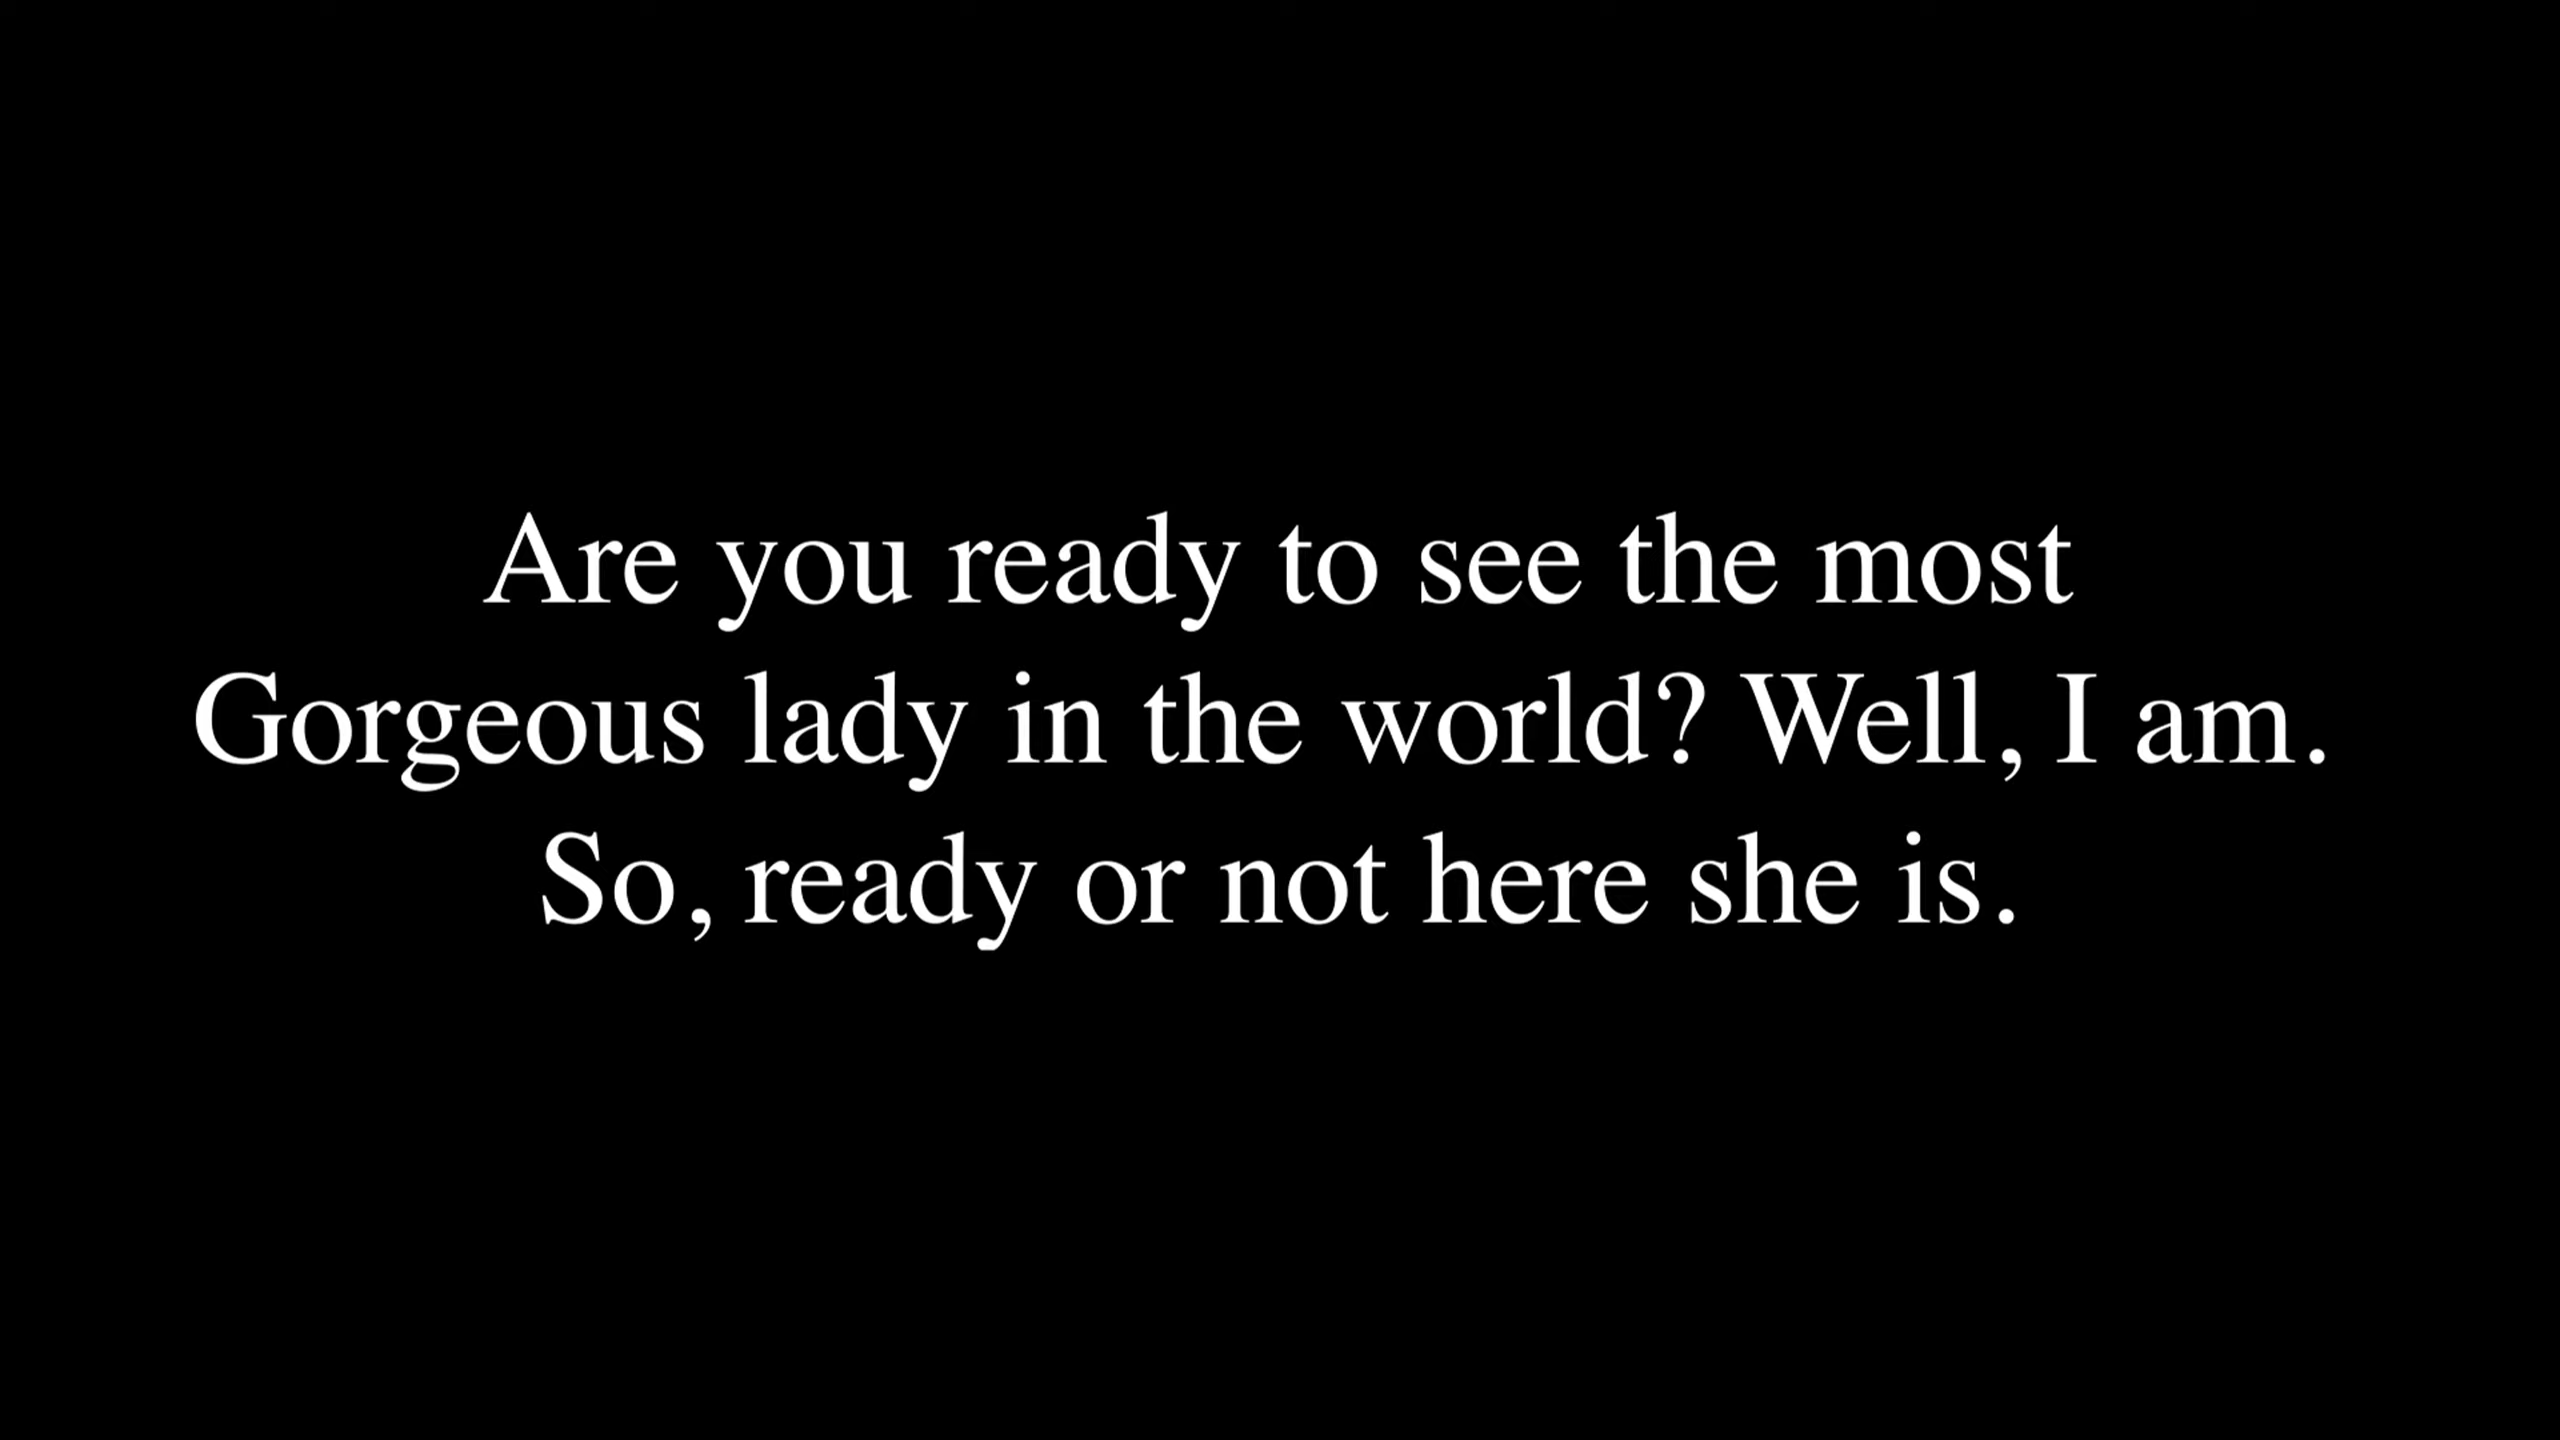 Are you ready to see the most
Gorgeous lady in the world? Well, I am.
So, ready or not here she is.